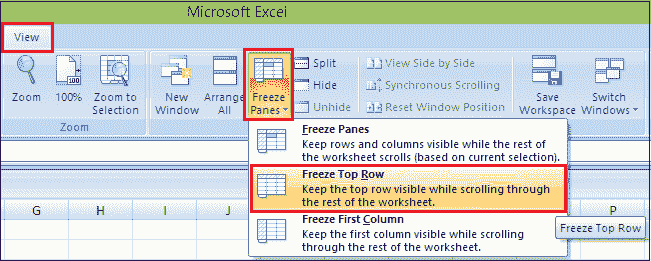 Microsoft Excel
View
Zoom
100%
Zoom to
Selection
New
Window
Arrange
All
Freeze
Panes
Split
Hide
Unhide
View Side by Side
Synchronous Scrolling
Reset Window Position
Save
Workspace
Switch
Windows
Zoom
Freeze Panes
Keep rows and columns visible while the rest of
the worksheet scrolls (based on current selection).
Freeze Top Row
Keep the top row visible while scrolling through
the rest of the worksheet.
Freeze First Column
Keep the first column visible while scrolling
through the rest of the worksheet.
Freeze Top Row
G H I J P